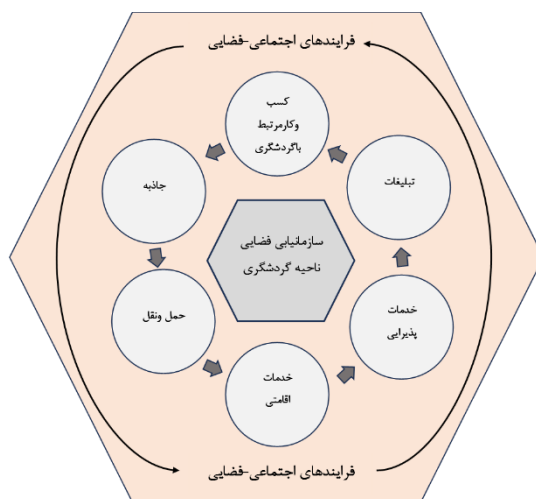 فرایندهای اجتماعی-فضایی
کسب
وکارمرتبط
باگردشگری
تبلیغات
جاذبه
سازمانیابی فضایی
ناحیه گردشگری
خدمات
پذیرایی
حمل ونقل
خدمات
اقامتی
فرایندهای اجتماعی-فضایی